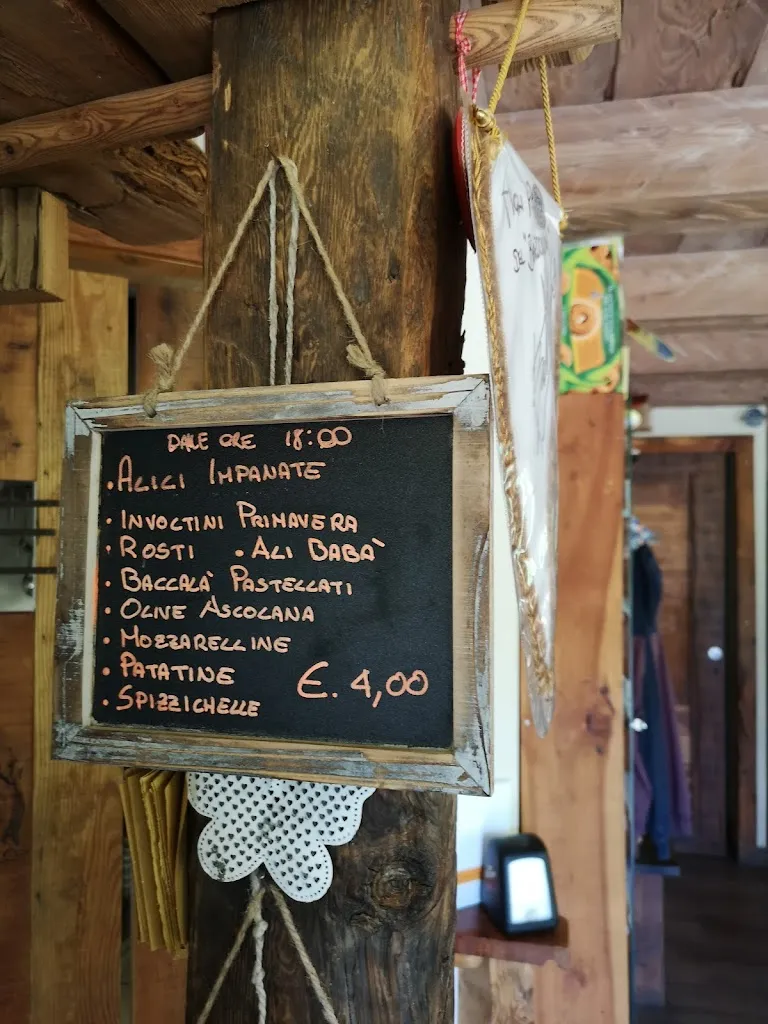 DALLE ORE 18:00
• ALICI IMPANATE
• INVOLTINI PRIMAVERA
• ROSTI • ALI BABÀ
• BACCALÀ PASTELLATI
• OLIVE ASCOLANA
• MOZZARELLINE
• PATATINE €. 4,00
• SPIZZICHELLE